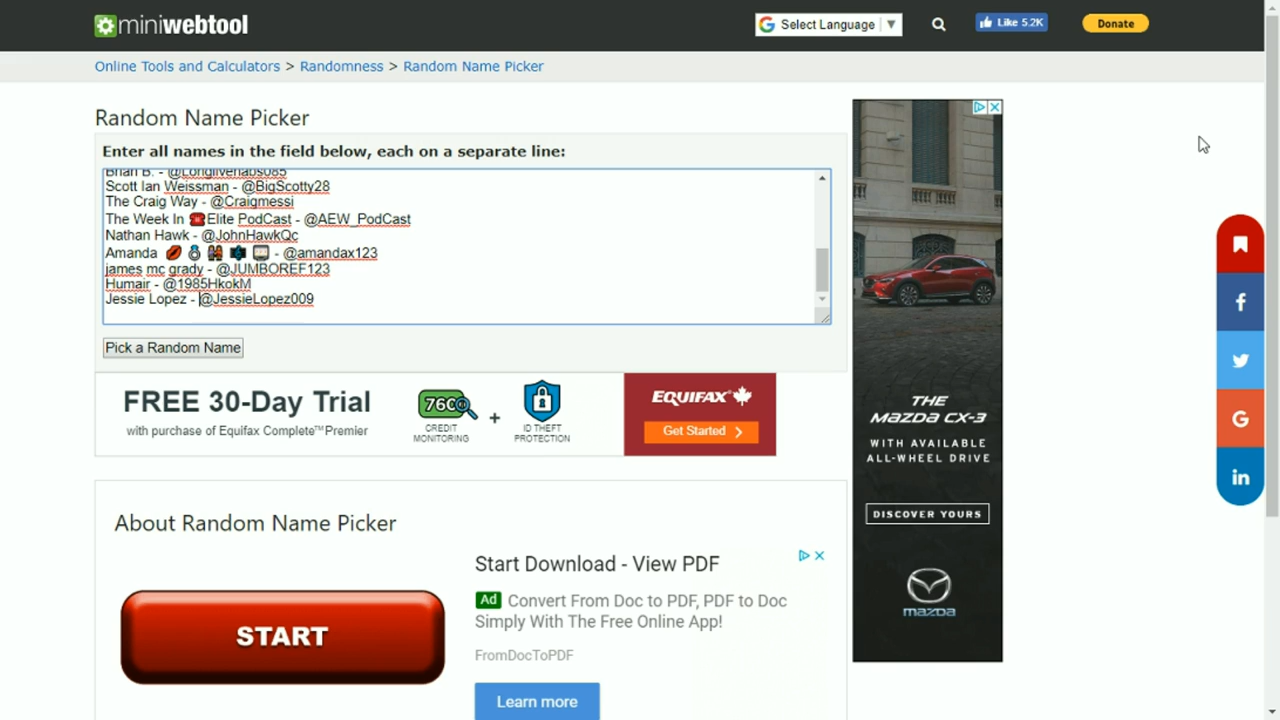 miniwebtool
Select Language ▼
Like 5.2K
Donate
Online Tools and Calculators > Randomness > Random Name Picker
Random Name Picker
Enter all names in the field below, each on a separate line:
Brian B. - @Longlivehabs085
Scott Ian Weissman - @BigScotty28
The Craig Way - @Craigmessi
The Week In ☎️Elite PodCast - @AEW_PodCast
Nathan Hawk - @JohnHawkQc
Amanda - @amandax123
james mc grady - @JUMBOREF123
Humair - @1985HkokM
Jessie Lopez - @JessieLopez009
Pick a Random Name
FREE 30-Day Trial
with purchase of Equifax Complete™Premier
760
CREDIT
MONITORING
+
ID THEFT
PROTECTION
EQUIFAX
Get Started >
About Random Name Picker
START
Start Download - View PDF
Ad Convert From Doc to PDF, PDF to Doc
Simply With The Free Online App!
FromDocToPDF
Learn more
THE
MAZDA CX-3
WITH AVAILABLE
ALL-WHEEL DRIVE
DISCOVER YOURS
mazda
f
G
in